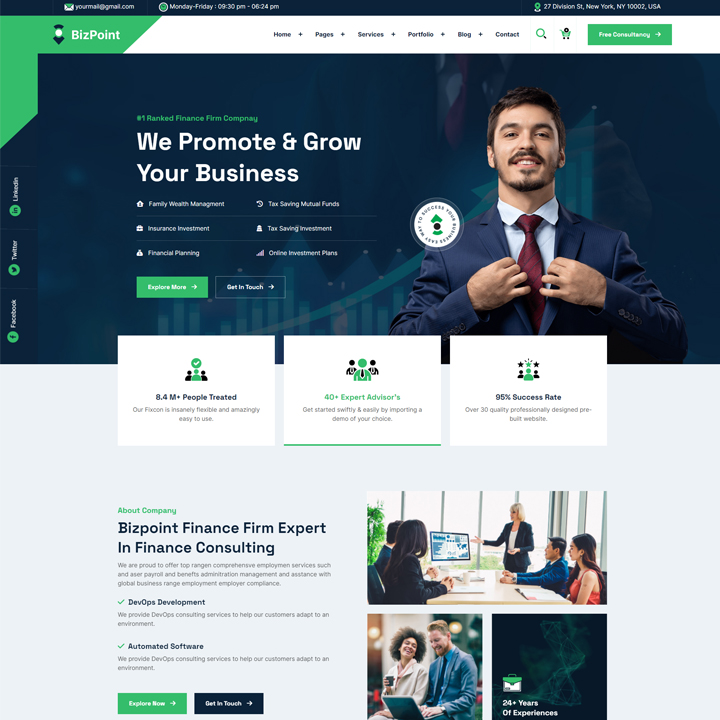 yourmail@gmail.com
Monday-Friday : 09:30 pm - 06:24 pm
27 Division St, New York, NY 10002, USA
BizPoint
Home +
Pages +
Services +
Portfolio +
Blog +
Contact
0
Free Consultancy
Linkedin
Twitter
Facebook
#1 Ranked Finance Firm Compnay
We Promote & Grow
Your Business
Family Wealth Managment
Tax Saving Mutual Funds
Insurance Investment
Tax Saving Investment
Financial Planning
Online Investment Plans
Explore More
Get In Touch
8.4 M+ People Treated
Our Fixcon is insanely flexible and amazingly
easy to use.
40+ Expert Advisor's
Get started swiftly & easily by importing a
demo of your choice.
95% Success Rate
Over 30 quality professionally designed pre-
built website.
About Company
Bizpoint Finance Firm Expert
In Finance Consulting
We are proud to offer top rangen comprehensve employmen services such
and aser payroll and benefts adminitration management and asstance with
global business range employment employer compliance.
DevOps Development
We provide DevOps consulting services to help our customers adapt to an
environment.
Automated Software
We provide DevOps consulting services to help our customers adapt to an
environment.
Explore Now
Get In Touch
24+ Years
Of Experiences